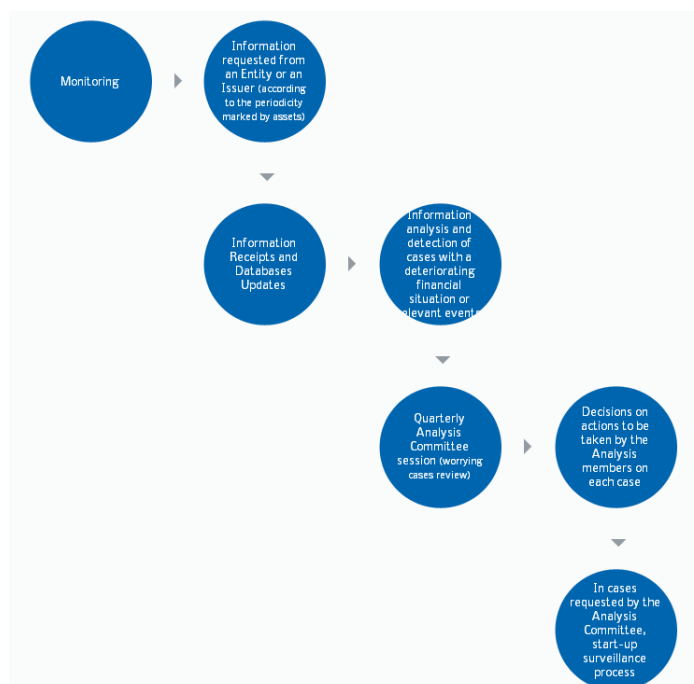 Monitoring
Information
requested from
an Entity or an
Issuer (according
to the periodicity
marked by assets)
Information
Receipts and
Databases
Updates
Information
analysis and
detection of
cases with a
deteriorating
financial
situation or
relevant events
Quarterly
Analysis
Committee
session (worrying
cases review)
Decisions on
actions to be
taken by the
Analysis
members on
each case
In cases
requested by the
Analysis
Committee,
start-up
surveillance
process